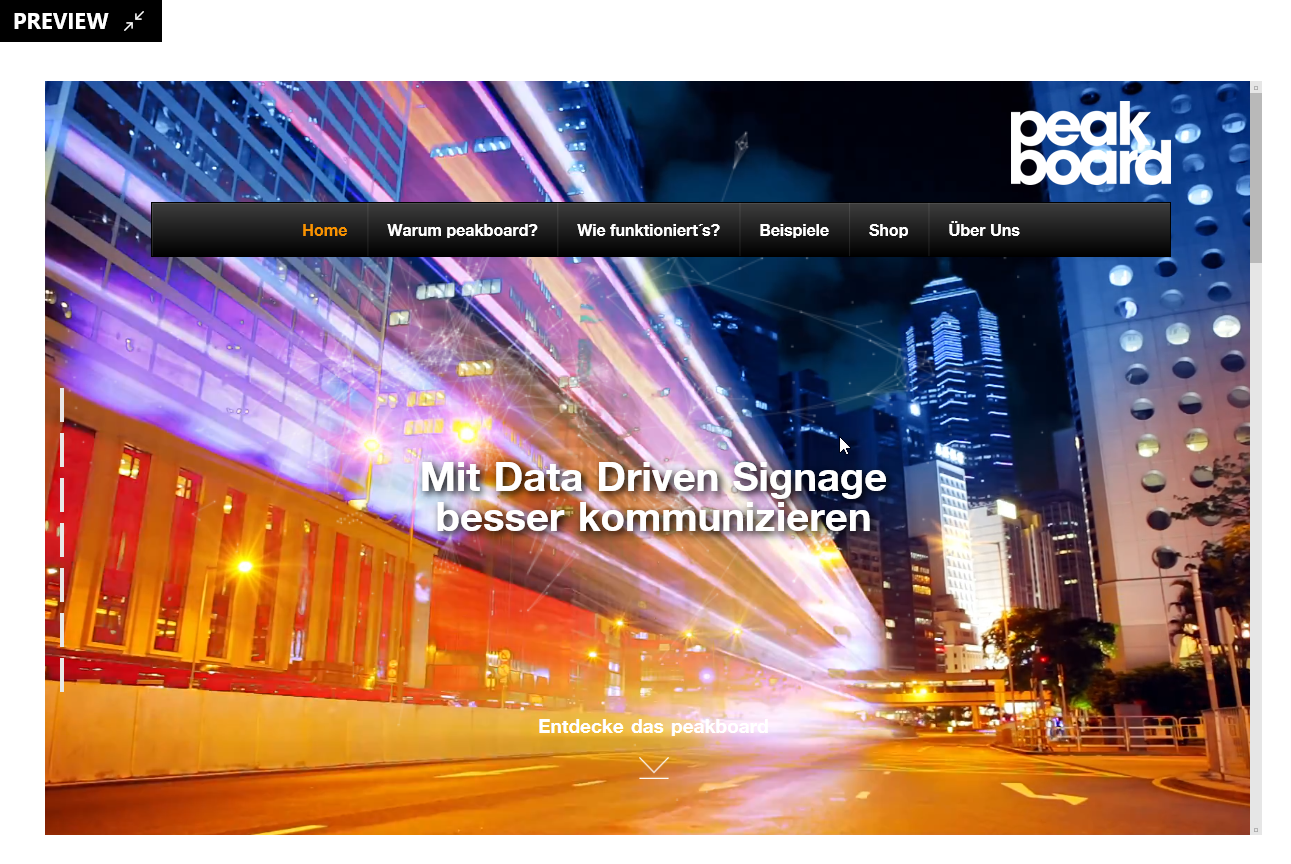 PREVIEW
peak
board
Home Warum peakboard? Wie funktioniert´s? Beispiele Shop Über Uns
Mit Data Driven Signage
besser kommunizieren
Entdecke das peakboard